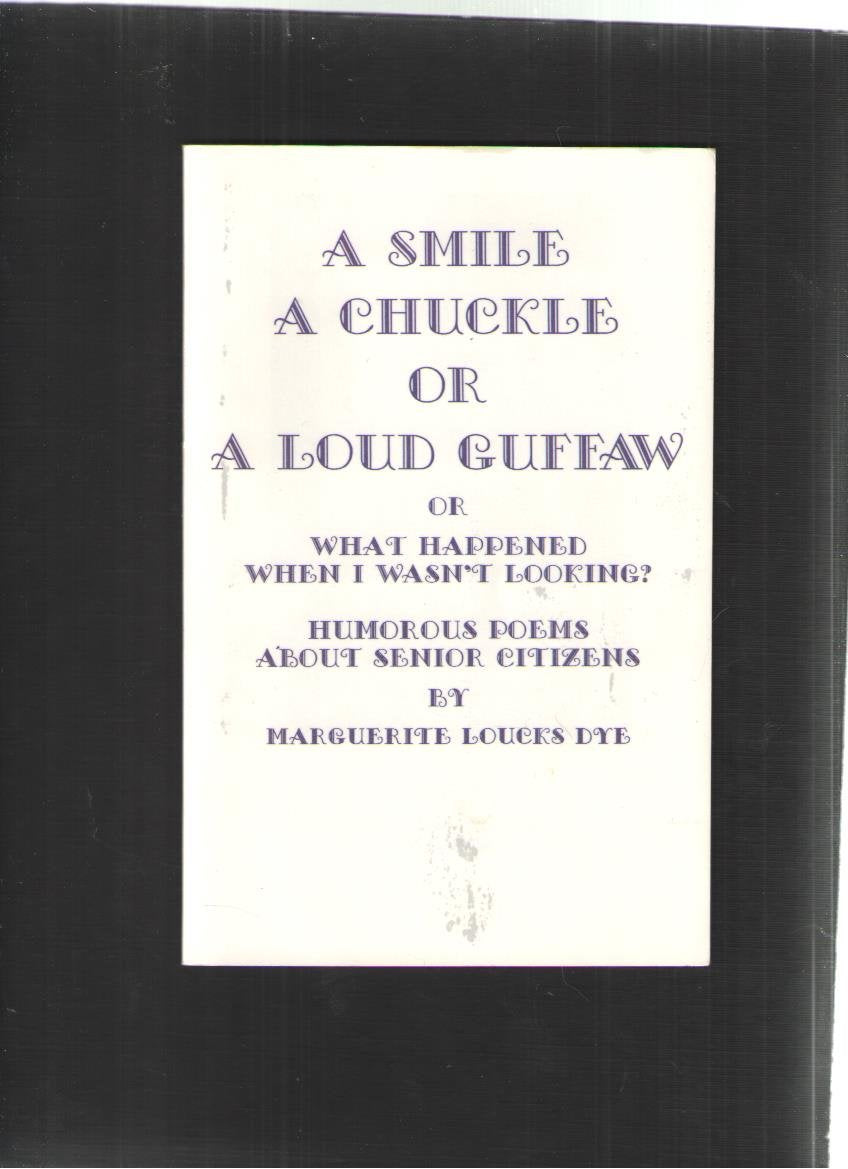 A SMILE
A CHUCKLE
OR
A LOUD GUFFAW
OR
WHAT HAPPENED
WHEN I WASN'T LOOKING?
HUMOROUS POEMS
ABOUT SENIOR CITIZENS
BY
MARGUERITE LOUCKS DYE